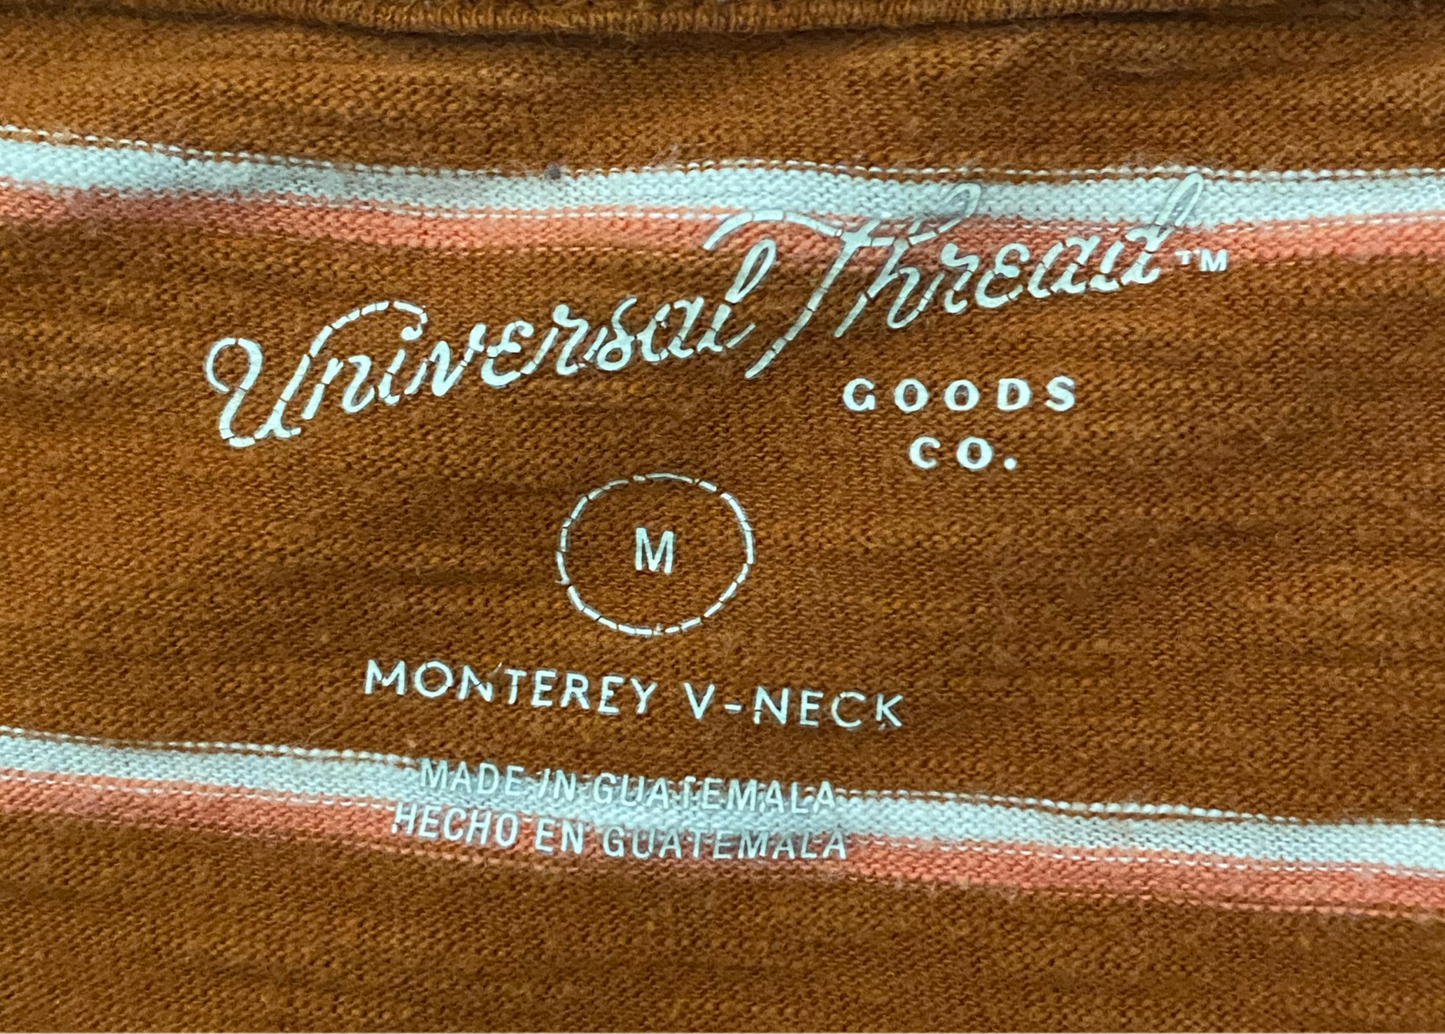 Universal Thread™
GOODS
CO.
M
MONTEREY V-NECK
MADE IN GUATEMALA
HECHO EN GUATEMALA